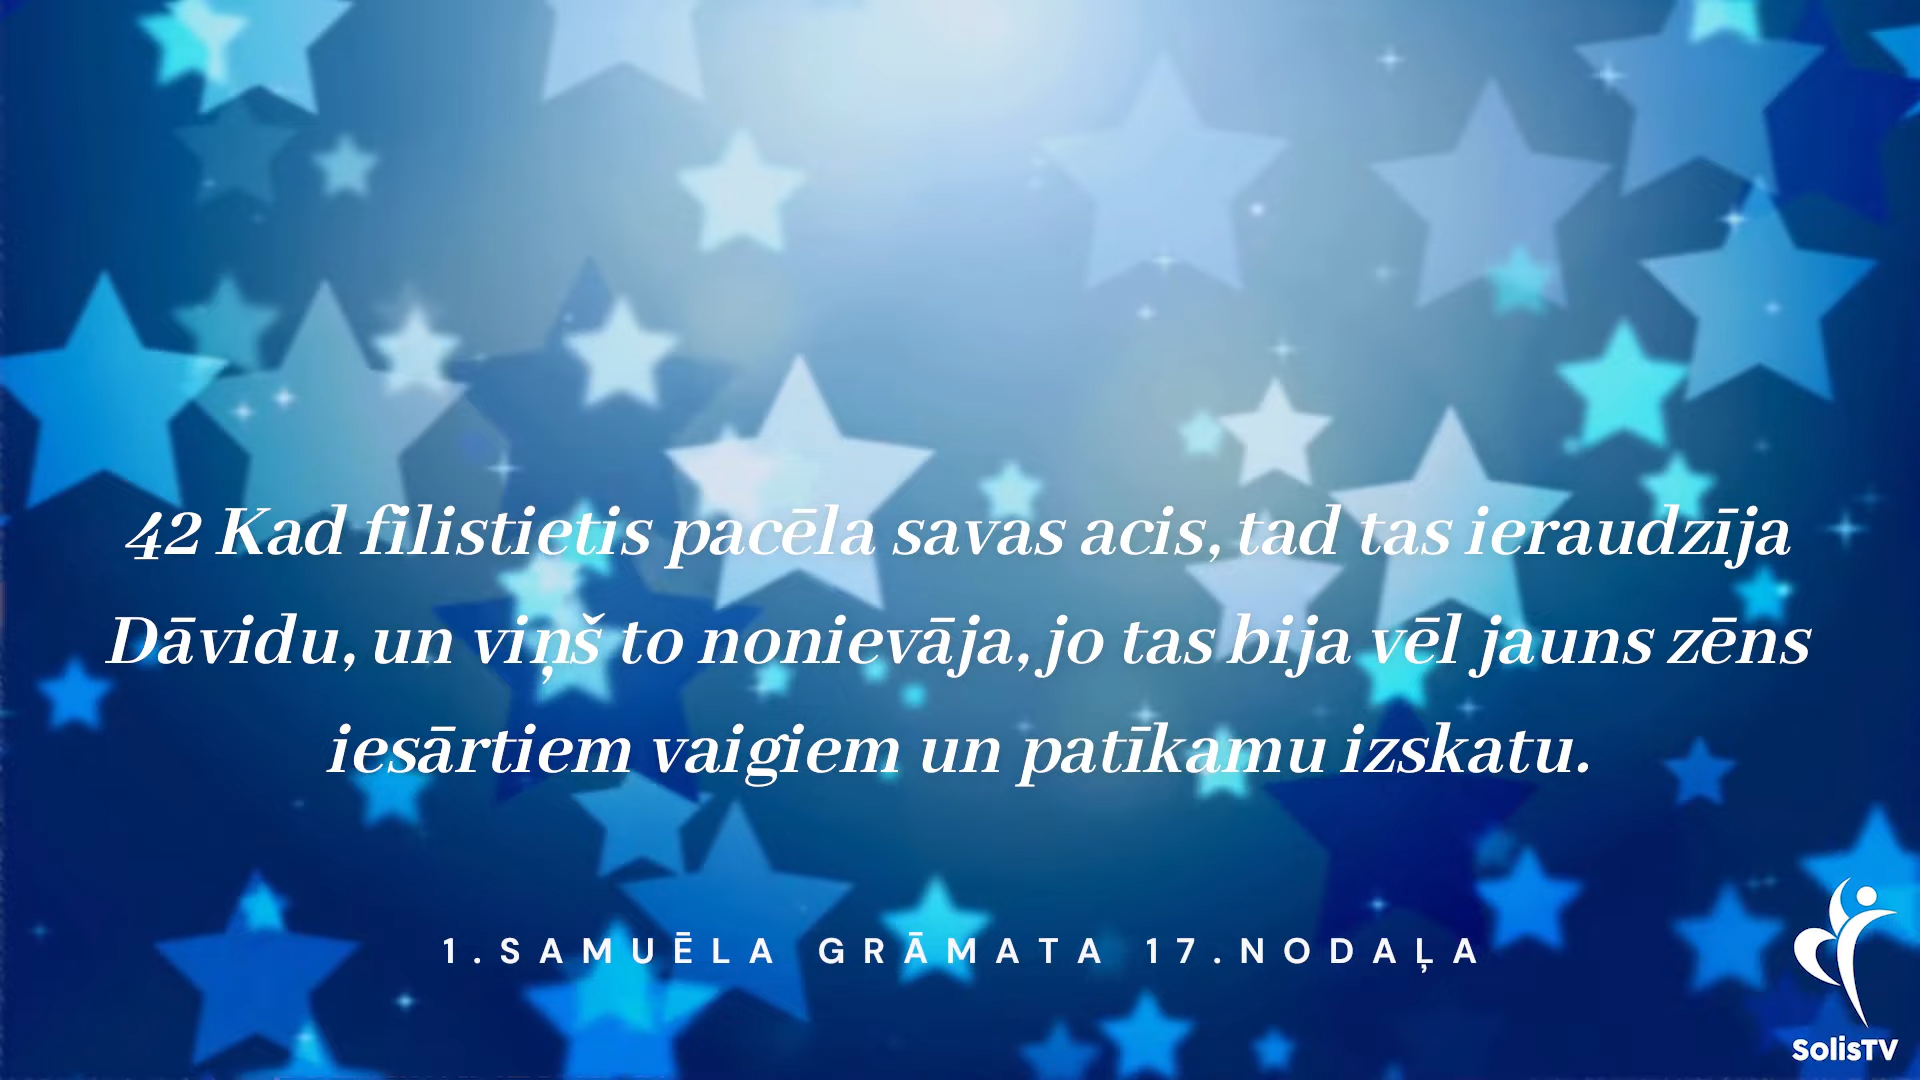 42 Kad filistietis pacēla savas acis, tad tas ieraudzīja
Dāvidu, un viņš to nonievāja, jo tas bija vēl jauns zēns
iesārtiem vaigiem un patīkamu izskatu.
1.SAMUĒLA GRĀMATA 17.NODAĻA
SolisTV